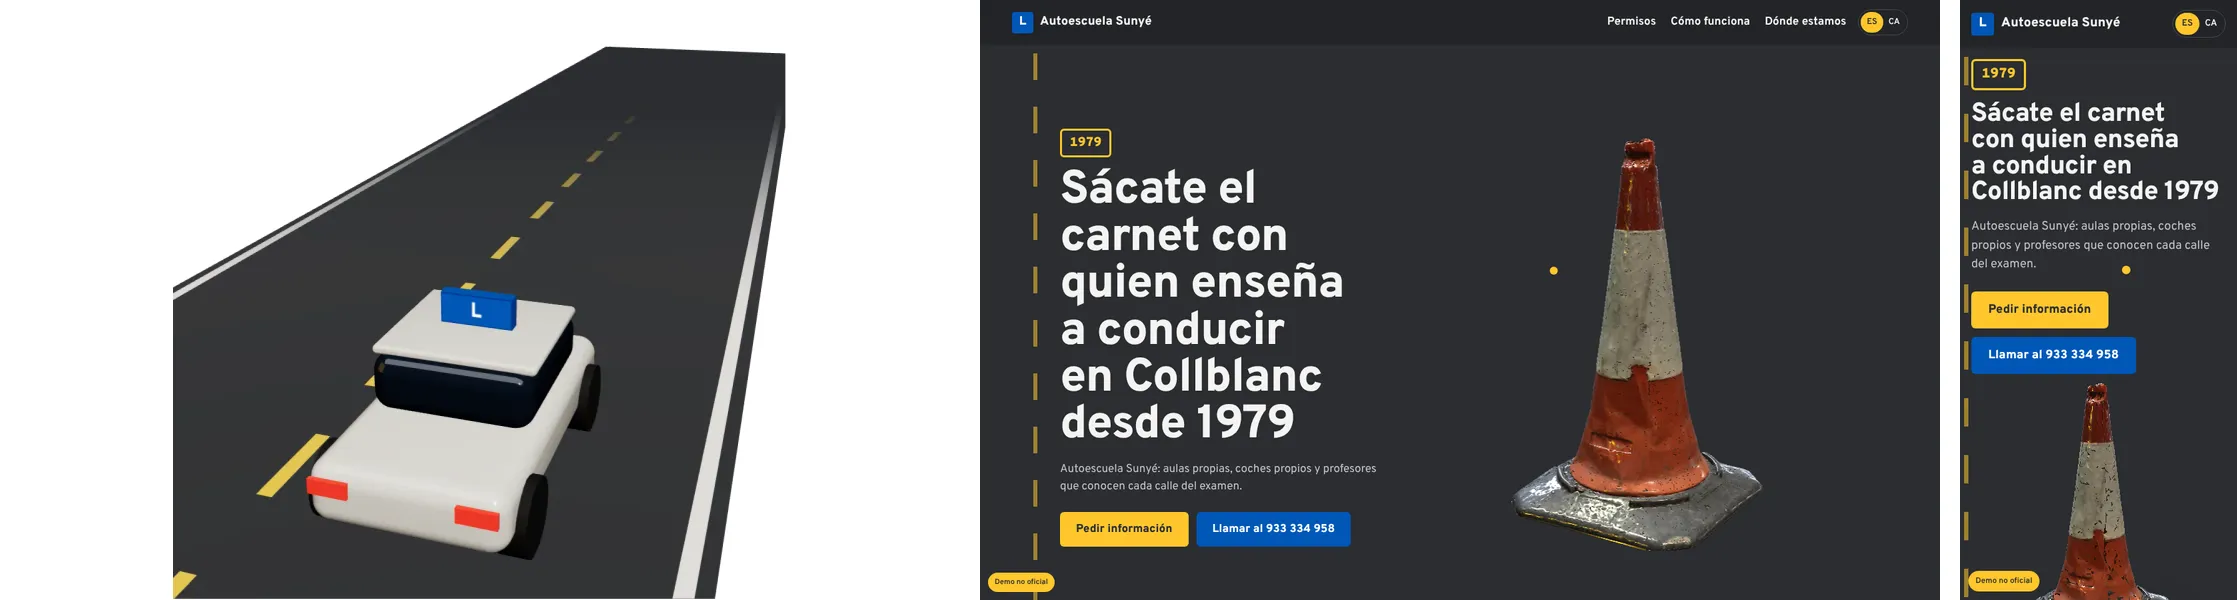 L
L Autoescuela Sunyé
Permisos Cómo funciona Dónde estamos ES CA
1979
Sácate el
carnet con
quien enseña
a conducir
en Collblanc
desde 1979
Autoescuela Sunyé: aulas propias, coches propios y profesores
que conocen cada calle del examen.
Pedir información Llamar al 933 334 958
Demo no oficial
L Autoescuela Sunyé ES CA
1979
Sácate el carnet
con quien enseña
a conducir en
Collblanc desde 1979
Autoescuela Sunyé: aulas propias, coches
propios y profesores que conocen cada calle
del examen.
Pedir información
Llamar al 933 334 958
Demo no oficial